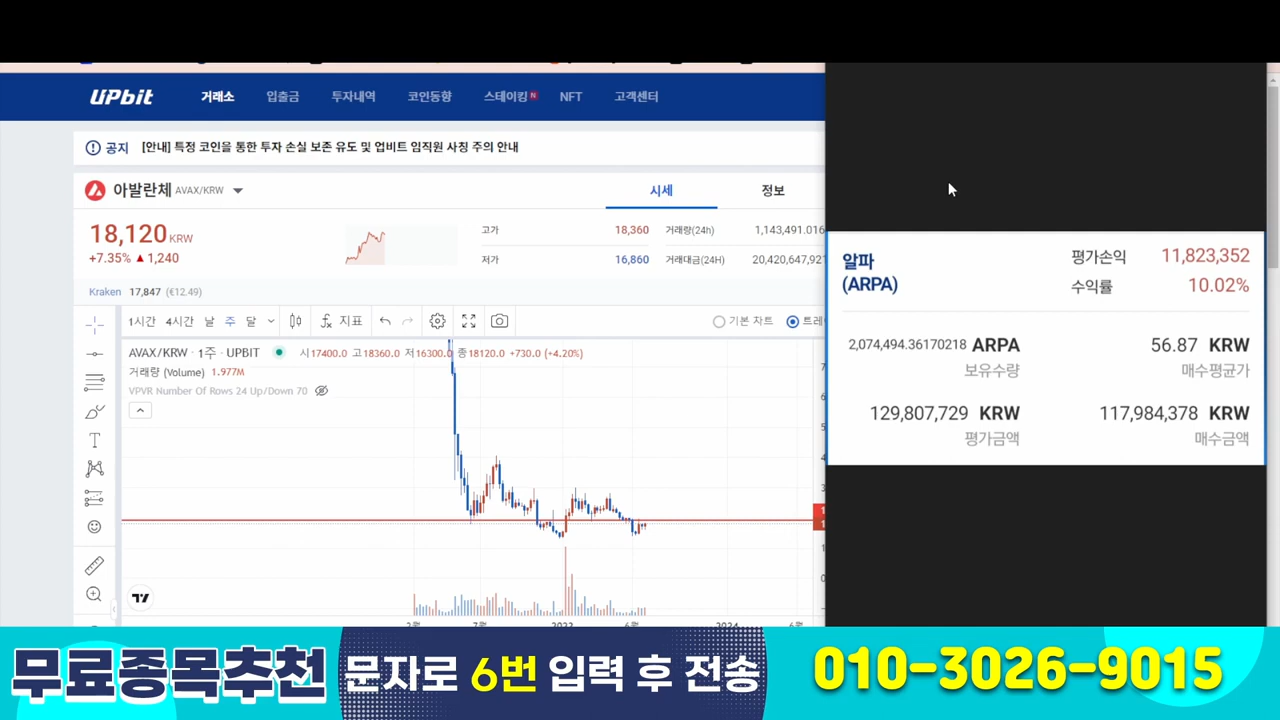 UPbit 거래소 입출금 투자내역 코인동향 스테이킹 N NFT 고객센터
공지 [안내] 특정 코인을 통한 투자 손실 보존 유도 및 업비트 임직원 사칭 주의 안내
아발란체 AVAX/KRW 시세 정보
18,120 KRW
+7.35% ▲ 1,240
고가 18,360 거래량(24h) 1,143,491.016
저가 16,860 거래대금(24H) 20,420,647,921
Kraken 17,847 (€12.49)
1시간 4시간 날 주 달 지표 기본 차트 트레
AVAX/KRW · 1주 · UPBIT 시17400.0 고18360.0 저16300.0 종18120.0 +730.0 (+4.20%)
거래량 (Volume) 1.977M
VPVR Number Of Rows 24 Up/Down 70
알파
(ARPA)
평가손익 11,823,352
수익률 10.02%
2,074,494.36170218 ARPA
보유수량
56.87 KRW
매수평균가
129,807,729 KRW
평가금액
117,984,378 KRW
매수금액
무료종목추천 문자로 6번 입력 후 전송 010-3026-9015